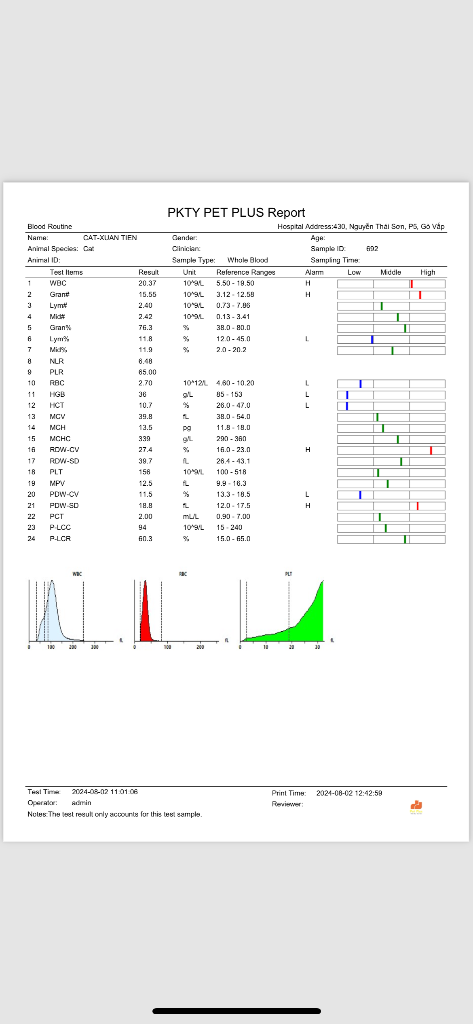 PKTY PET PLUS Report
Blood Routine Hospital Address:430, Nguyễn Thái Sơn, P5, Gò Vấp
Name: CAT-XUAN TIEN Gender: Age:
Animal Species: Cat Clinician: Sample ID: 692
Animal ID: Sample Type: Whole Blood Sampling Time:
Test Items Result Unit Reference Ranges Alarm Low Middle High
1 WBC 20.37 10^9/L 5.50 - 19.50 H
2 Gran# 15.55 10^9/L 3.12 - 12.58 H
3 Lym# 2.40 10^9/L 0.73 - 7.86
4 Mid# 2.42 10^9/L 0.13 - 3.41
5 Gran% 76.3 % 38.0 - 80.0
6 Lym% 11.8 % 12.0 - 45.0 L
7 Mid% 11.9 % 2.0 - 20.2
8 NLR 6.48
9 PLR 65.00
10 RBC 2.70 10^12/L 4.60 - 10.20 L
11 HGB 36 g/L 85 - 153 L
12 HCT 10.7 % 26.0 - 47.0 L
13 MCV 39.8 fL 38.0 - 54.0
14 MCH 13.5 pg 11.8 - 18.0
15 MCHC 339 g/L 290 - 360
16 RDW-CV 27.4 % 16.0 - 23.0 H
17 RDW-SD 39.7 fL 26.4 - 43.1
18 PLT 156 10^9/L 100 - 518
19 MPV 12.5 fL 9.9 - 16.3
20 PDW-CV 11.5 % 13.3 - 18.5 L
21 PDW-SD 18.8 fL 12.0 - 17.5 H
22 PCT 2.00 mL/L 0.90 - 7.00
23 P-LCC 94 10^9/L 15 - 240
24 P-LCR 60.3 % 15.0 - 65.0
WBC RBC PLT
0 100 200 300 fL 0 100 200 fL 0 10 20 30 fL
Test Time: 2024-08-02 11:01:06 Print Time: 2024-08-02 12:42:59
Operator: admin Reviewer:
Notes:The test result only accounts for this test sample.